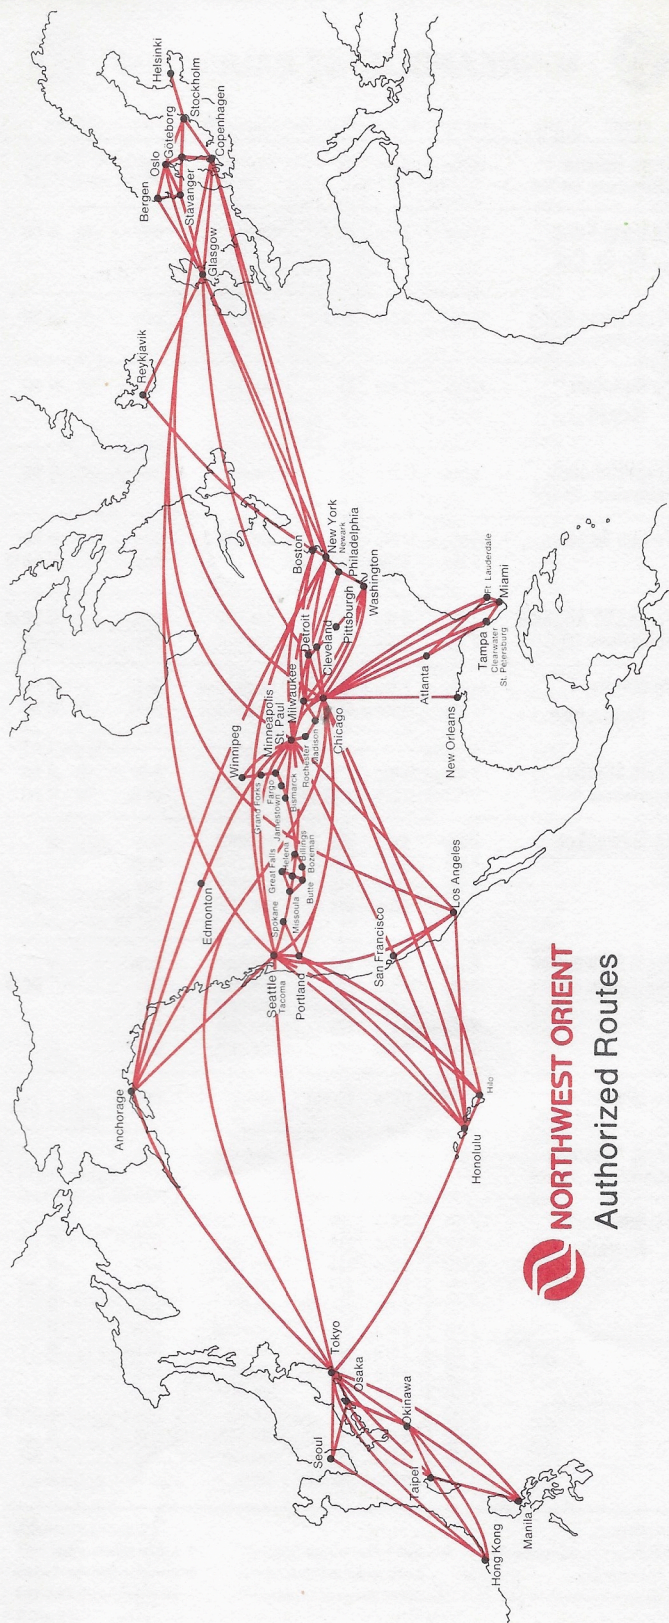 Hong Kong
Manila
Taipei
Okinawa
Seoul
Osaka
Tokyo
Anchorage
Honolulu
Hilo
Seattle
Tacoma
Portland
San Francisco
Los Angeles
Edmonton
Spokane
Missoula
Great Falls
Helena
Butte
Bozeman
Billings
Winnipeg
Grand Forks
Fargo
Jamestown
Bismarck
Minneapolis
St. Paul
Rochester
Madison
Milwaukee
Chicago
Detroit
Cleveland
Pittsburgh
Boston
New York
Newark
Philadelphia
Washington
New Orleans
Atlanta
Tampa
Clearwater
St. Petersburg
Ft Lauderdale
Miami
Reykjavik
Glasgow
Bergen
Oslo
Stavanger
Göteborg
Copenhagen
Stockholm
Helsinki
NORTHWEST ORIENT
Authorized Routes